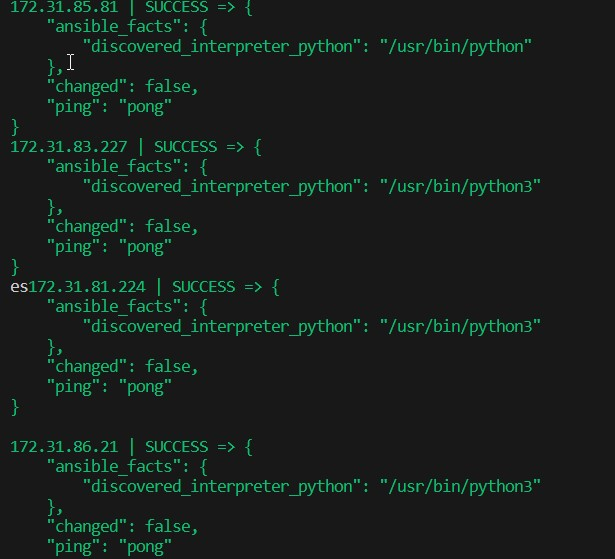 172.31.85.81 | SUCCESS => {
    "ansible_facts": {
        "discovered_interpreter_python": "/usr/bin/python"
    },
    "changed": false,
    "ping": "pong"
}
172.31.83.227 | SUCCESS => {
    "ansible_facts": {
        "discovered_interpreter_python": "/usr/bin/python3"
    },
    "changed": false,
    "ping": "pong"
}
es172.31.81.224 | SUCCESS => {
    "ansible_facts": {
        "discovered_interpreter_python": "/usr/bin/python3"
    },
    "changed": false,
    "ping": "pong"
}
172.31.86.21 | SUCCESS => {
    "ansible_facts": {
        "discovered_interpreter_python": "/usr/bin/python3"
    },
    "changed": false,
    "ping": "pong"